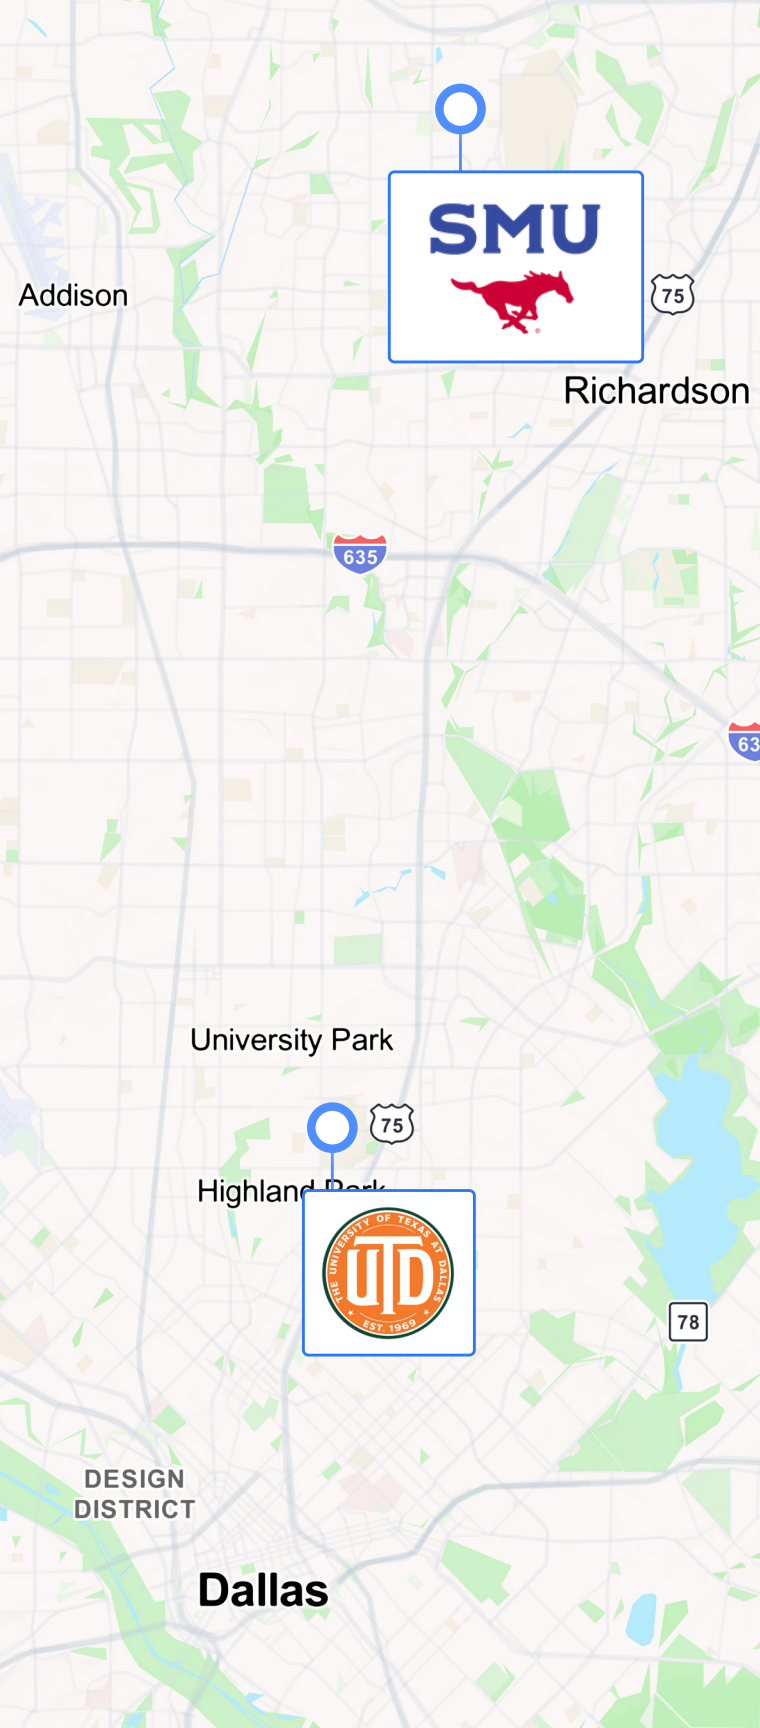 SMU
Addison
75
Richardson
635
63
University Park
75
Highland Park
THE UNIVERSITY OF TEXAS AT DALLAS
UTD
EST. 1969
78
DESIGN
DISTRICT
Dallas